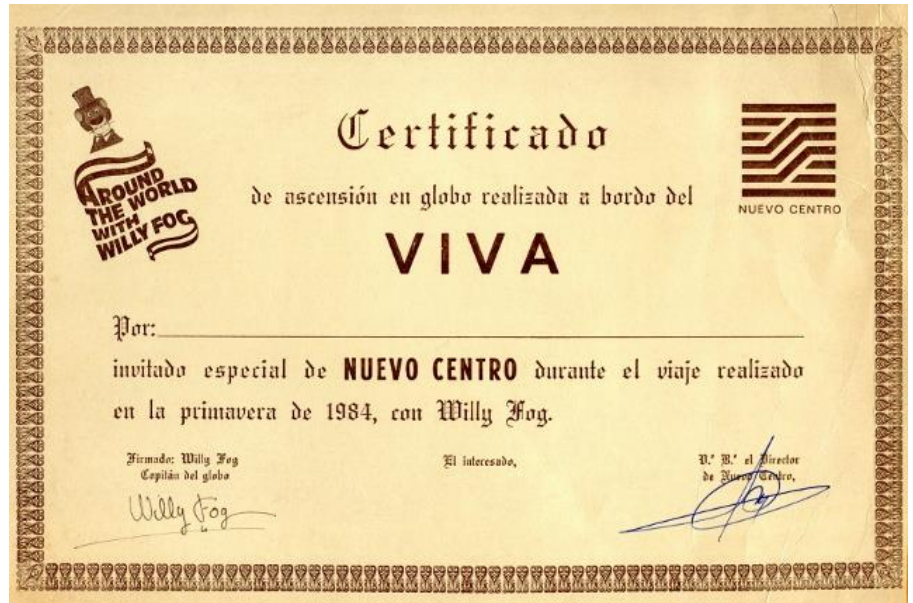 AROUND
THE WORLD
WITH
WILLY FOG
Certificado
de ascensión en globo realizada a bordo del
VIVA
NUEVO CENTRO
Por:
invitado especial de NUEVO CENTRO durante el viaje realizado
en la primavera de 1984, con Willy Fog.
Firmado: Willy Fog
Capitán del globo
Willy Fog
El interesado,
V.º B.º el Director
de Nuevo Centro,